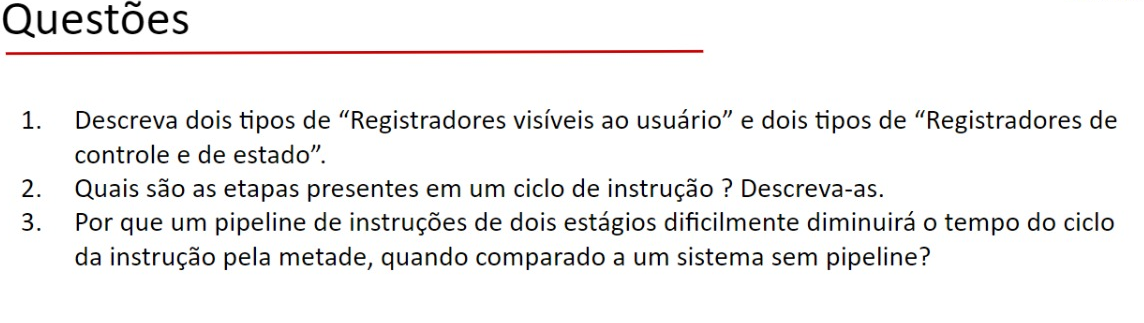 Questões
1. Descreva dois tipos de “Registradores visíveis ao usuário” e dois tipos de “Registradores de
controle e de estado”.
2. Quais são as etapas presentes em um ciclo de instrução ? Descreva-as.
3. Por que um pipeline de instruções de dois estágios dificilmente diminuirá o tempo do ciclo
da instrução pela metade, quando comparado a um sistema sem pipeline?